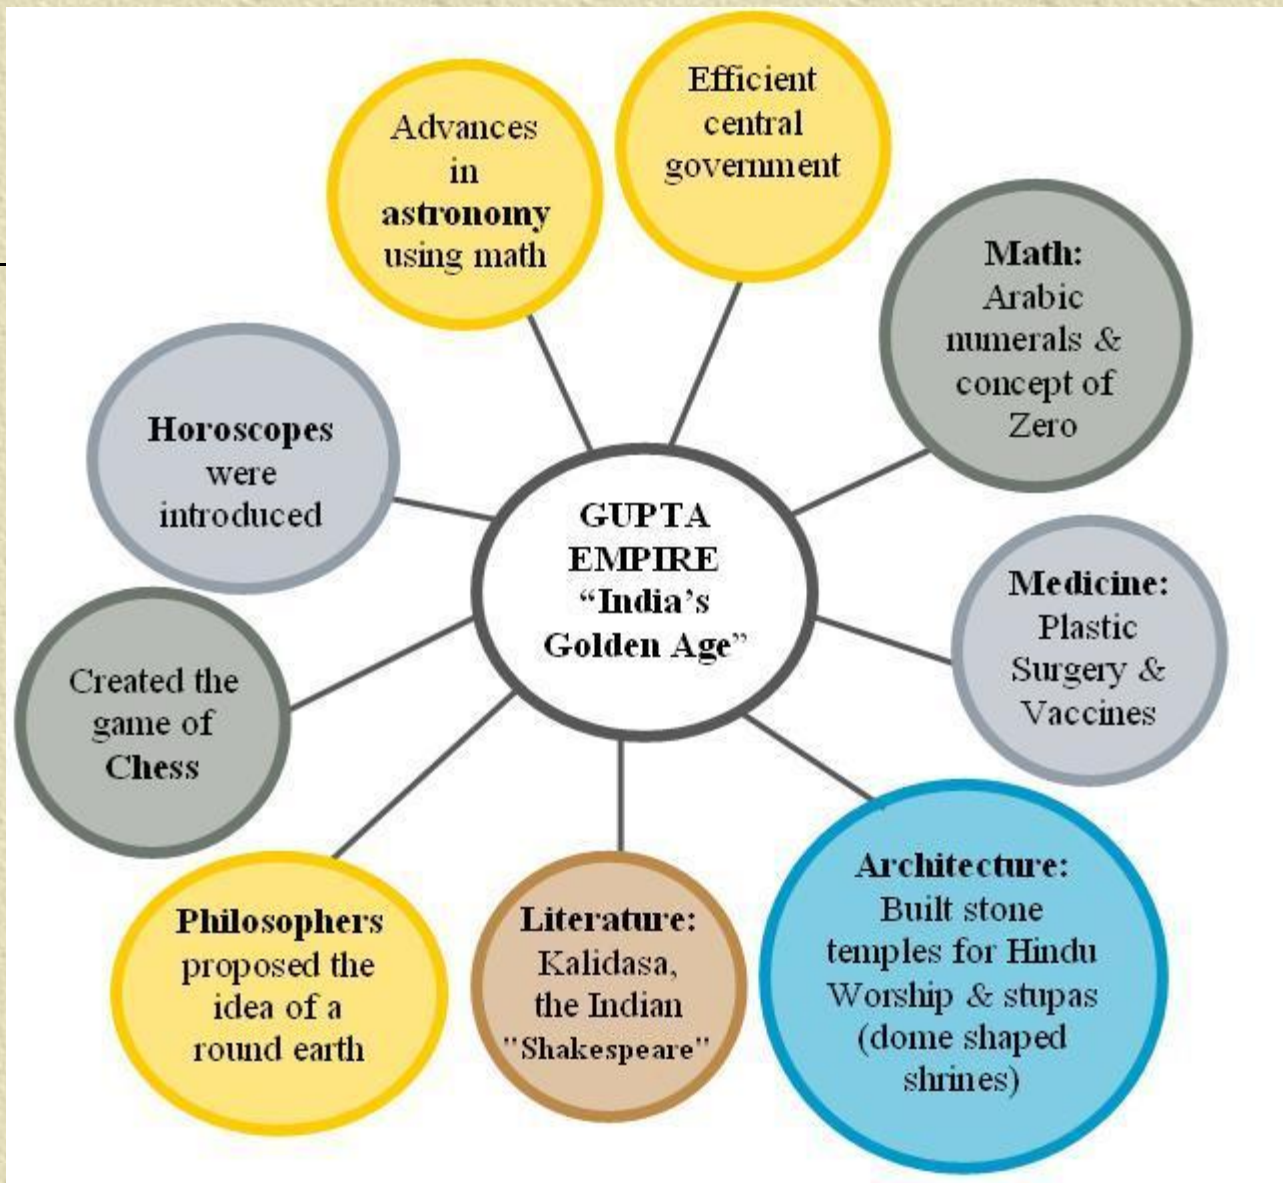 GUPTA
EMPIRE
“India’s
Golden Age”
Efficient
central
government
Math:
Arabic
numerals &
concept of
Zero
Medicine:
Plastic
Surgery &
Vaccines
Architecture:
Built stone
temples for Hindu
Worship & stupas
(dome shaped
shrines)
Literature:
Kalidasa,
the Indian
"Shakespeare"
Philosophers
proposed the
idea of a
round earth
Created the
game of
Chess
Horoscopes
were
introduced
Advances
in
astronomy
using math